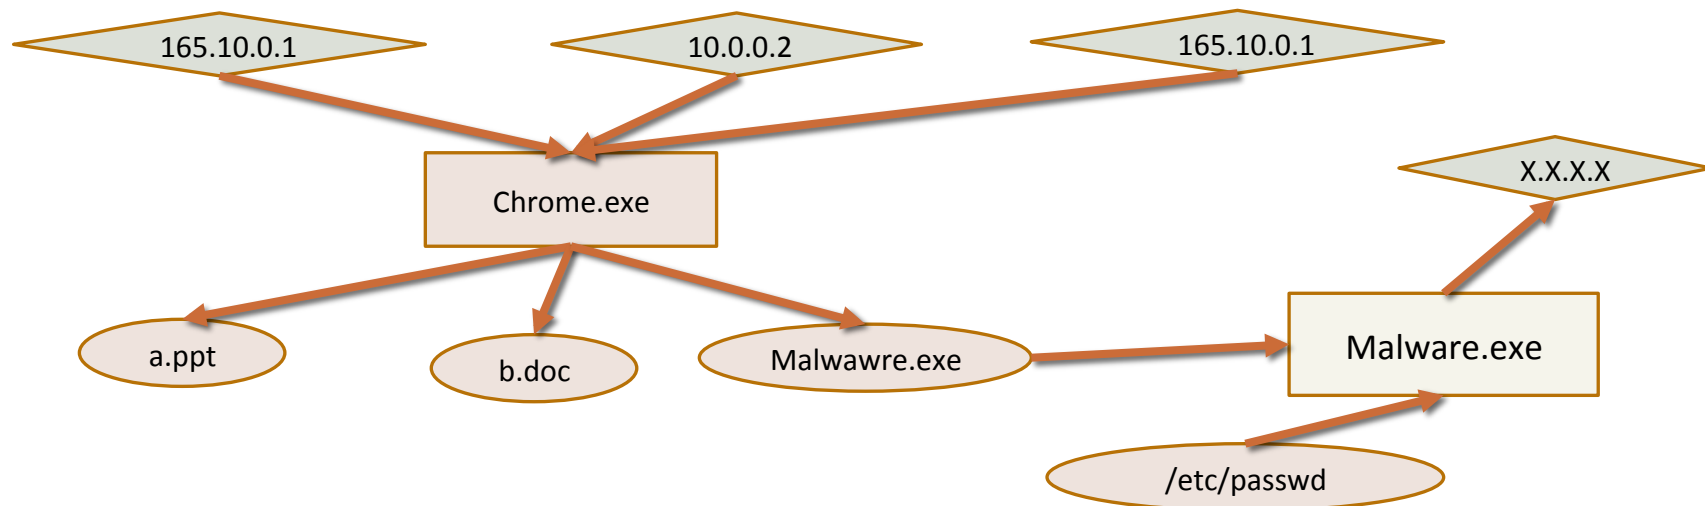 165.10.0.1
10.0.0.2
165.10.0.1
X.X.X.X
Chrome.exe
Malware.exe
a.ppt
b.doc
Malwawre.exe
/etc/passwd